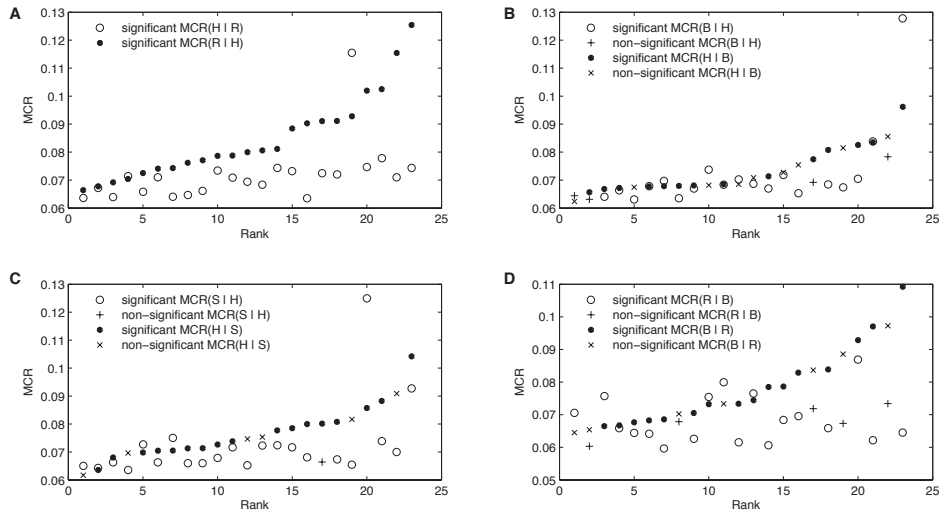 A
significant MCR(H | R)
significant MCR(R | H)
0.13
0.12
0.11
0.1
0.09
0.08
0.07
0.06
MCR
0 5 10 15 20 25
Rank
B
significant MCR(B | H)
non−significant MCR(B | H)
significant MCR(H | B)
non−significant MCR(H | B)
0.13
0.12
0.11
0.1
0.09
0.08
0.07
0.06
MCR
0 5 10 15 20 25
Rank
C
significant MCR(S | H)
non−significant MCR(S | H)
significant MCR(H | S)
non−significant MCR(H | S)
0.13
0.12
0.11
0.1
0.09
0.08
0.07
0.06
MCR
0 5 10 15 20 25
Rank
D
significant MCR(R | B)
non−significant MCR(R | B)
significant MCR(B | R)
non−significant MCR(B | R)
0.11
0.1
0.09
0.08
0.07
0.06
0.05
MCR
0 5 10 15 20 25
Rank